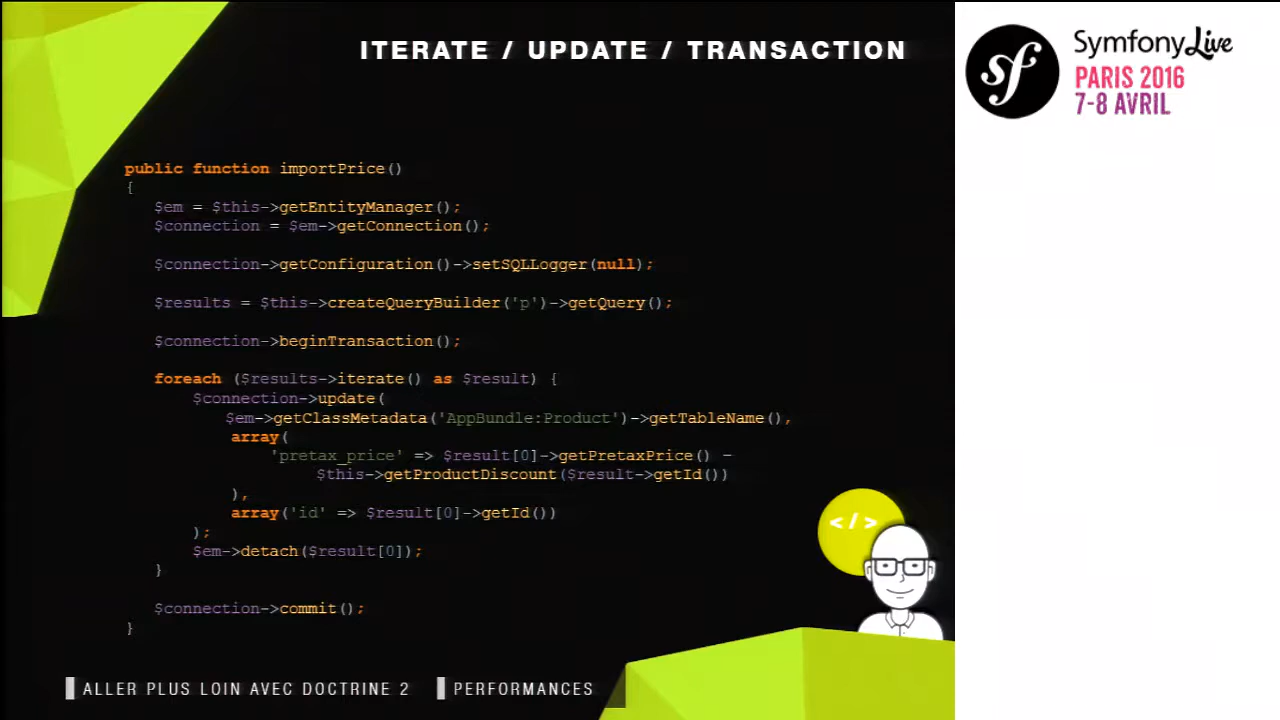 ITERATE / UPDATE / TRANSACTION
SymfonyLive
PARIS 2016
7-8 AVRIL
sf
public function importPrice()
{
$em = $this->getEntityManager();
$connection = $em->getConnection();
$connection->getConfiguration()->setSQLLogger(null);
$results = $this->createQueryBuilder('p')->getQuery();
$connection->beginTransaction();
foreach ($results->iterate() as $result) {
$connection->update(
$em->getClassMetadata('AppBundle:Product')->getTableName(),
array(
'pretax_price' => $result[0]->getPretaxPrice() -
$this->getProductDiscount($result->getId())
),
array('id' => $result[0]->getId())
);
$em->detach($result[0]);
}
$connection->commit();
}
</>
ALLER PLUS LOIN AVEC DOCTRINE 2
PERFORMANCES